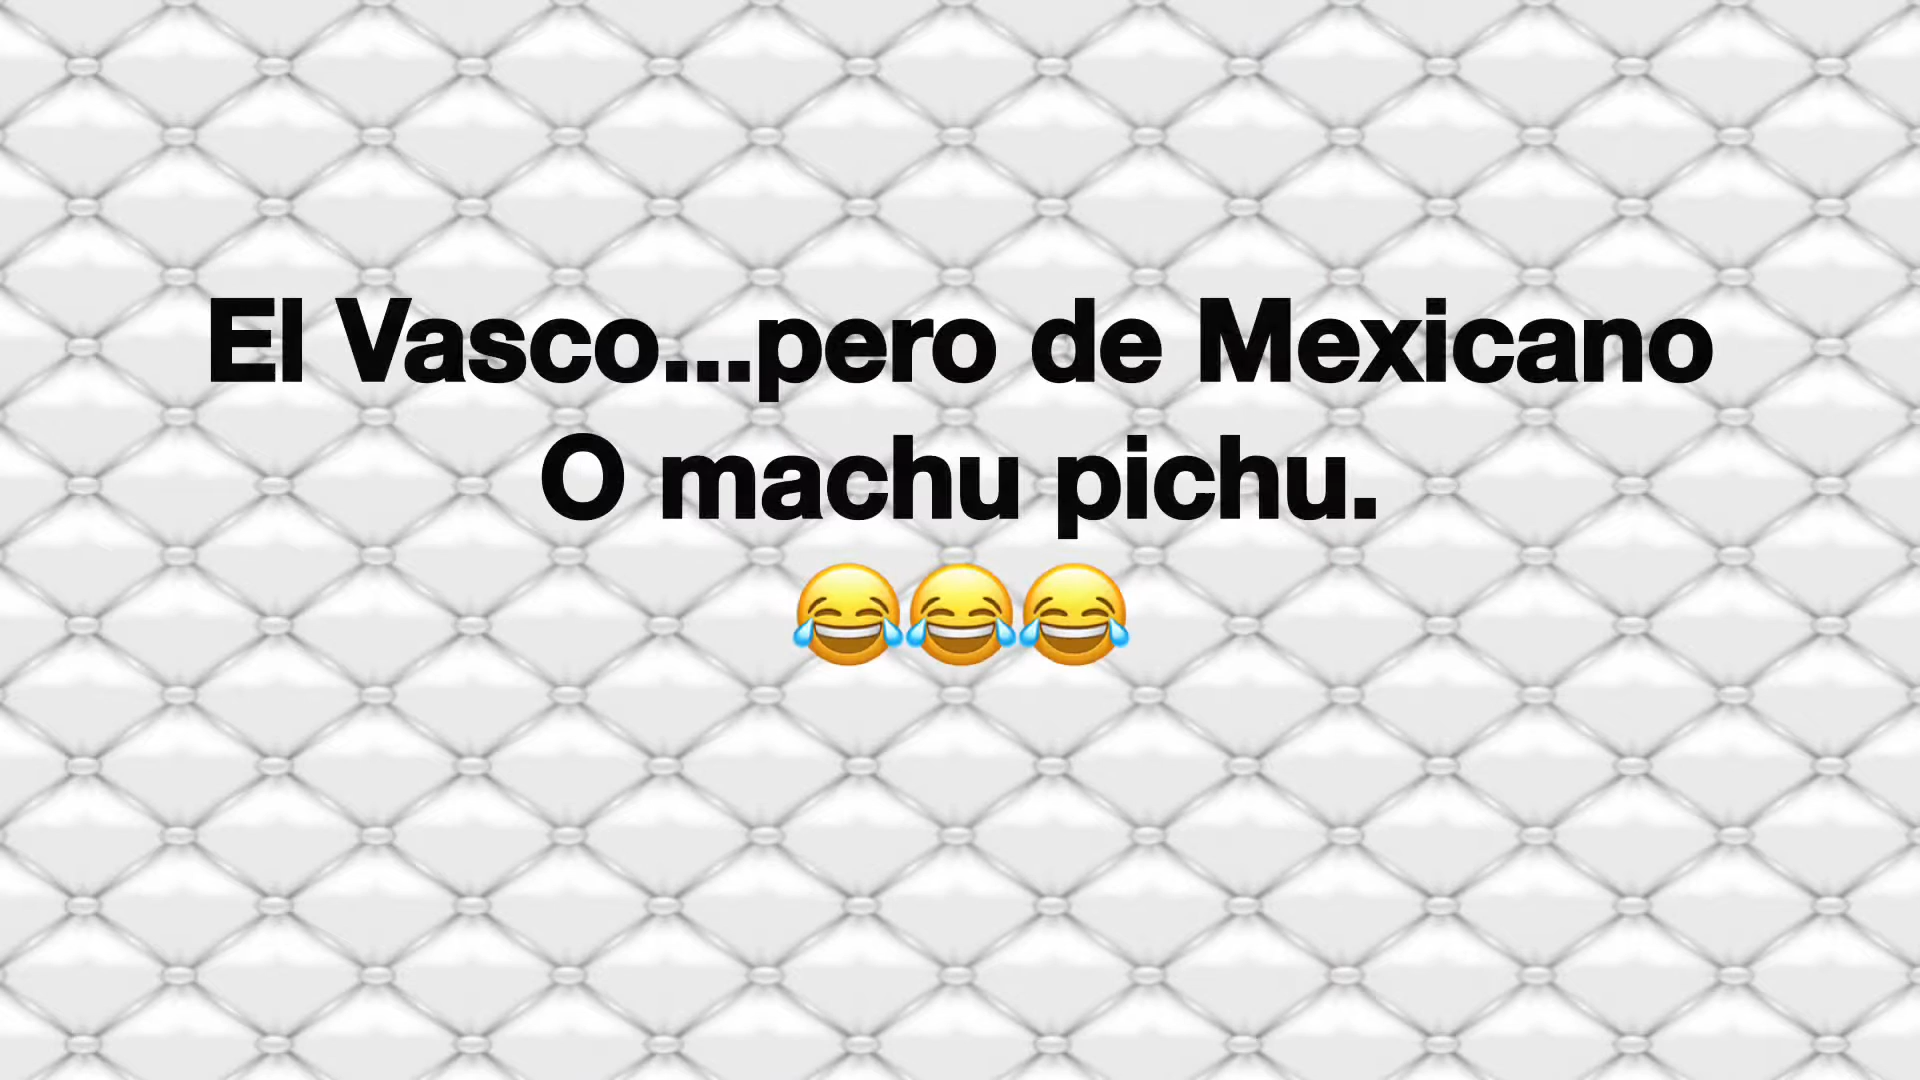 El Vasco...pero de Mexicano
O machu pichu.
😂😂😂